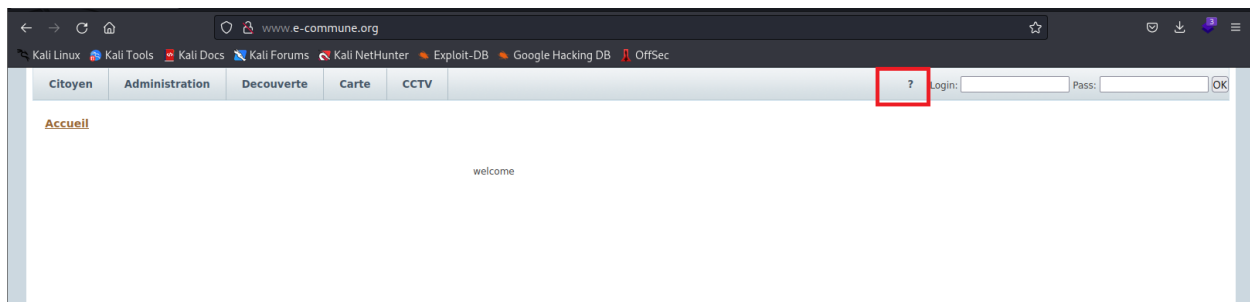 www.e-commune.org
3
Kali Linux Kali Tools Kali Docs Kali Forums Kali NetHunter Exploit-DB Google Hacking DB OffSec
Citoyen Administration Decouverte Carte CCTV ? Login: Pass: OK
Accueil
welcome